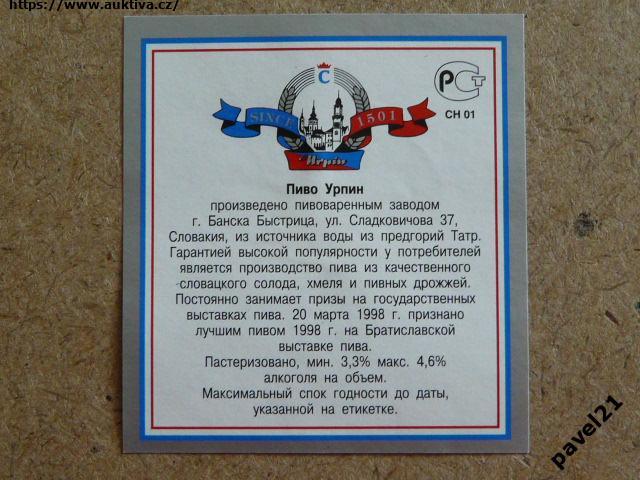 https://www.auktiva.cz/
C
SINCE 1501
Urpin
РСТ
СН 01
Пиво Урпин
произведено пивоваренным заводом
г. Банска Быстрица, ул. Сладковичова 37,
Словакия, из источника воды из предгорий Татр.
Гарантией высокой популярности у потребителей
является производство пива из качественного
словацкого солода, хмеля и пивных дрожжей.
Постоянно занимает призы на государственных
выставках пива. 20 марта 1998 г. признано
лучшим пивом 1998 г. на Братиславской
выставке пива.
Пастеризовано, мин. 3,3% макс. 4,6%
алкоголя на объем.
Максимальный спок годности до даты,
указанной на етикетке.
pavel21